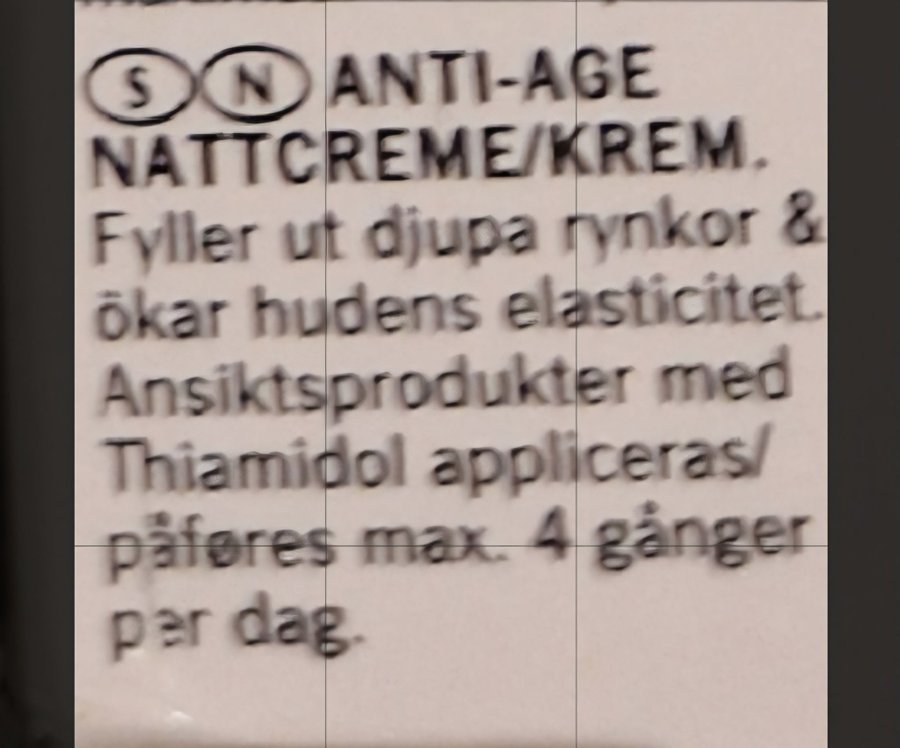 S N ANTI-AGE
NATTCREME/KREM.
Fyller ut djupa rynkor &
ökar hudens elasticitet.
Ansiktsprodukter med
Thiamidol appliceras/
påføres max. 4 gånger
per dag.